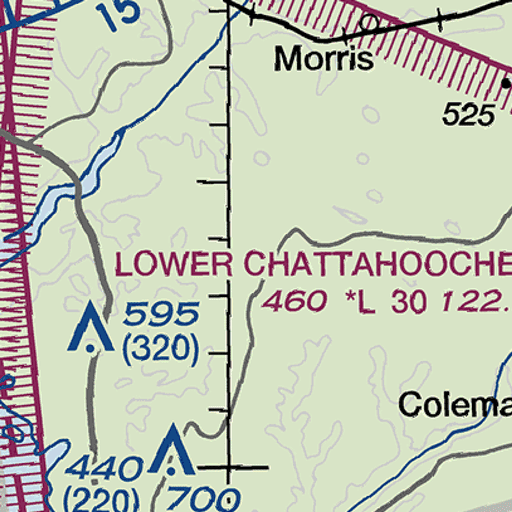 15
Morris
525
LOWER CHATTAHOOCHE
460 *L 30 122.
595
(320)
Colema
440
(220)
700